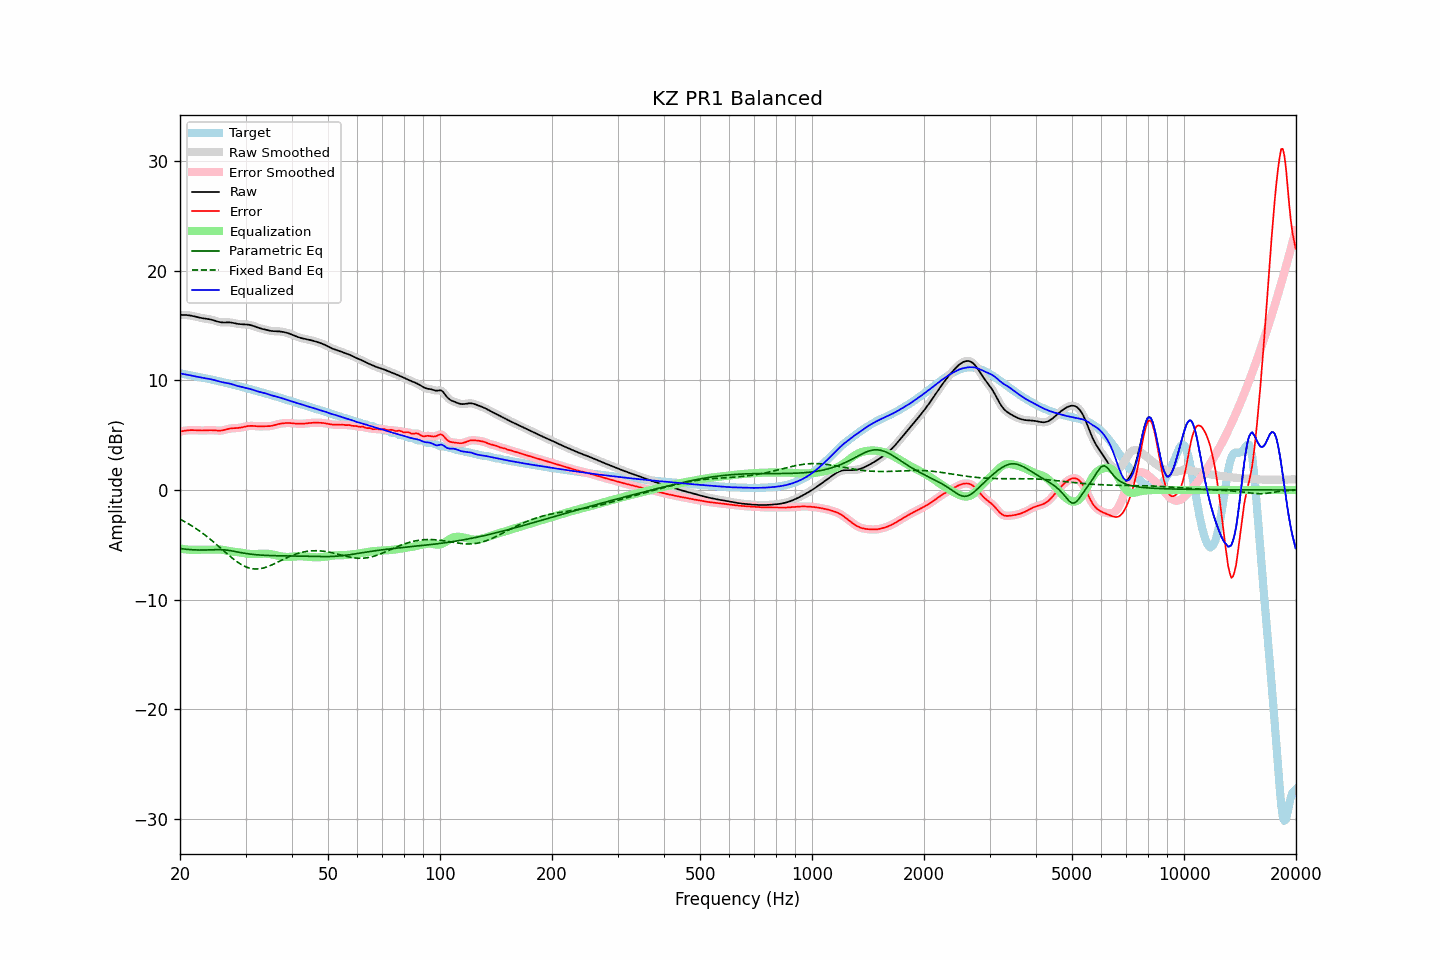 KZ PR1 Balanced
Target
Raw Smoothed
Error Smoothed
Raw
Error
Equalization
Parametric Eq
Fixed Band Eq
Equalized
Amplitude (dBr)
30
20
10
0
−10
−20
−30
20 50 100 200 500 1000 2000 5000 10000 20000
Frequency (Hz)